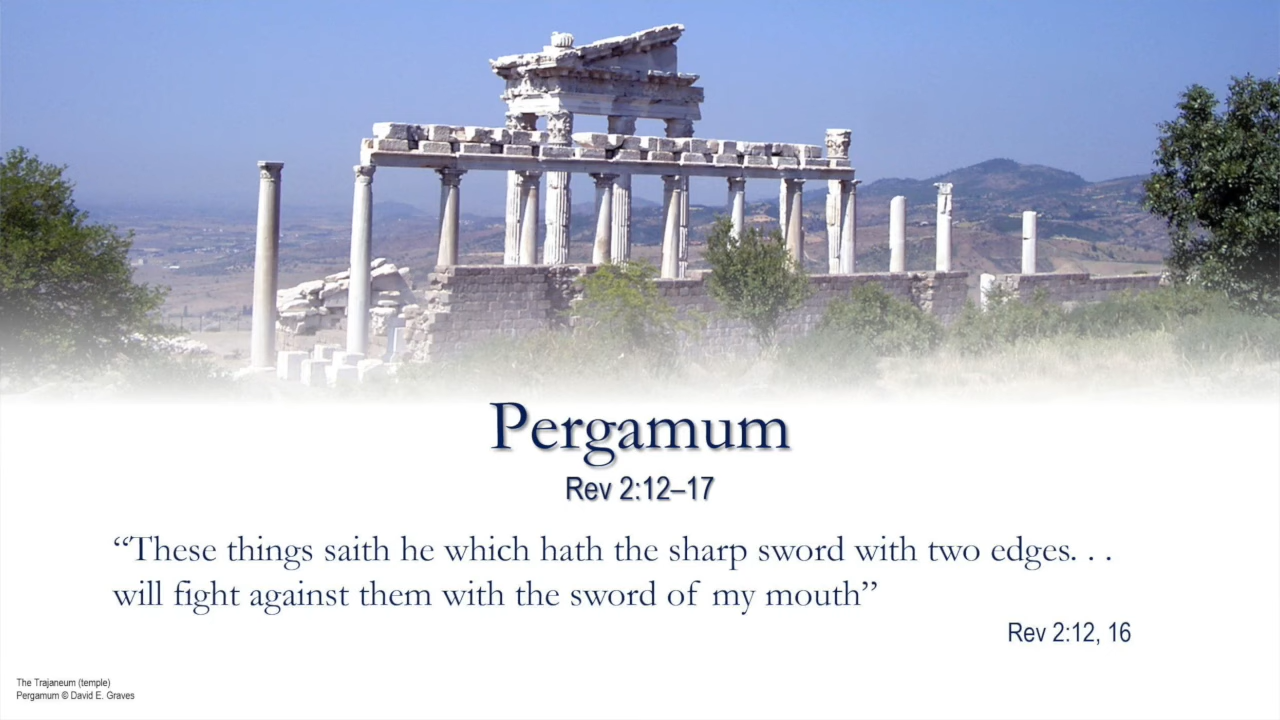 Pergamum
Rev 2:12–17
“These things saith he which hath the sharp sword with two edges. . .
will fight against them with the sword of my mouth”
Rev 2:12, 16
The Trajaneum (temple)
Pergamum © David E. Graves